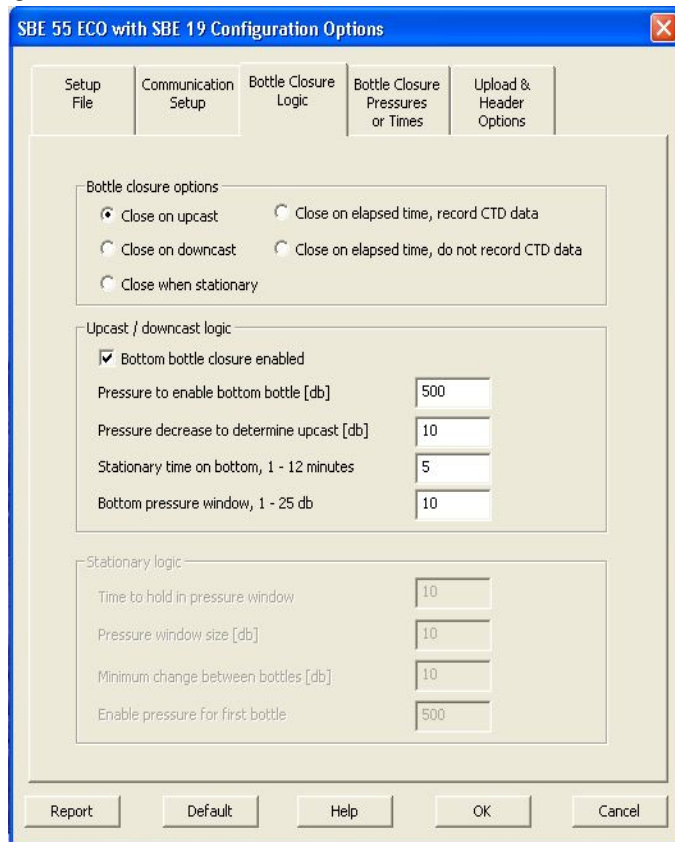 SBE 55 ECO with SBE 19 Configuration Options
Setup File
Communication Setup
Bottle Closure Logic
Bottle Closure Pressures or Times
Upload & Header Options
Bottle closure options
Close on upcast
Close on elapsed time, record CTD data
Close on downcast
Close on elapsed time, do not record CTD data
Close when stationary
Upcast / downcast logic
Bottom bottle closure enabled
Pressure to enable bottom bottle [db] 500
Pressure decrease to determine upcast [db] 10
Stationary time on bottom, 1 - 12 minutes 5
Bottom pressure window, 1 - 25 db 10
Stationary logic
Time to hold in pressure window 10
Pressure window size [db] 10
Minimum change between bottles [db] 10
Enable pressure for first bottle 500
Report Default Help OK Cancel